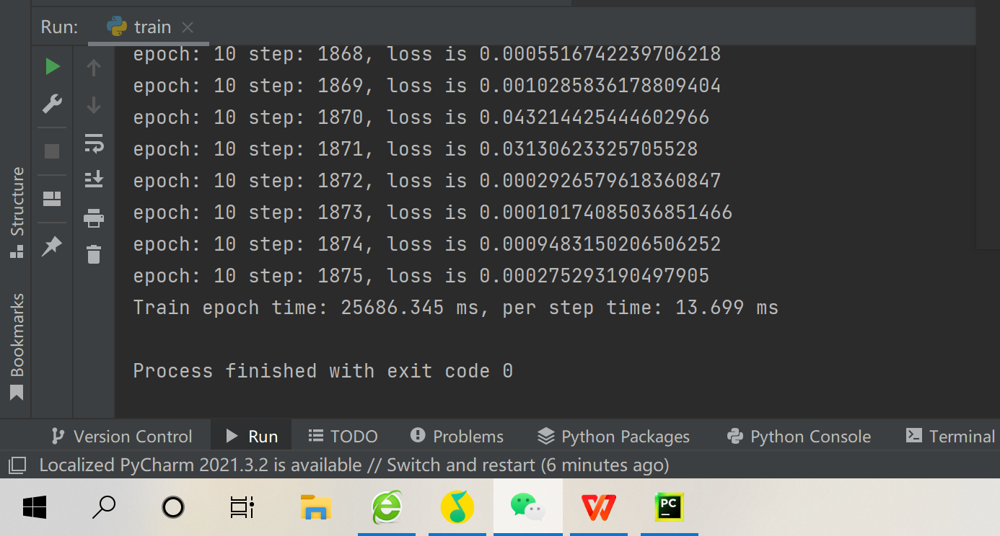 Run: train
epoch: 10 step: 1868, loss is 0.0005516742239706218
epoch: 10 step: 1869, loss is 0.0010285836178809404
epoch: 10 step: 1870, loss is 0.043214425444602966
epoch: 10 step: 1871, loss is 0.03130623325705528
epoch: 10 step: 1872, loss is 0.0002926579618360847
epoch: 10 step: 1873, loss is 0.00010174085036851466
epoch: 10 step: 1874, loss is 0.0009483150206506252
epoch: 10 step: 1875, loss is 0.000275293190497905
Train epoch time: 25686.345 ms, per step time: 13.699 ms
Process finished with exit code 0
Structure
Bookmarks
Version Control Run TODO Problems Python Packages Python Console Terminal
Localized PyCharm 2021.3.2 is available // Switch and restart (6 minutes ago)
PC